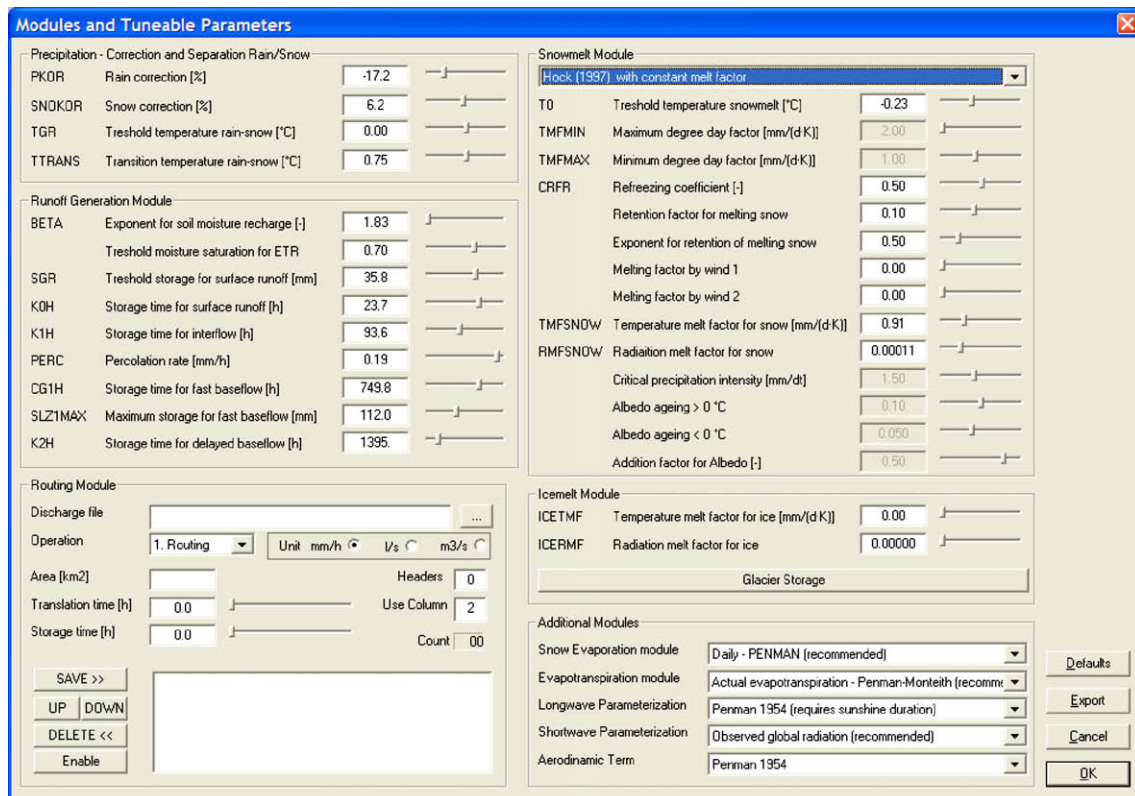 Modules and Tuneable Parameters
Precipitation - Correction and Separation Rain/Snow
PKOR Rain correction [%] -17.2
SNOKOR Snow correction [%] 6.2
TGR Treshold temperature rain-snow [°C] 0.00
TTRANS Transition temperature rain-snow [°C] 0.75
Runoff Generation Module
BETA Exponent for soil moisture recharge [-] 1.83
Treshold moisture saturation for ETR 0.70
SGR Treshold storage for surface runoff [mm] 35.8
K0H Storage time for surface runoff [h] 23.7
K1H Storage time for interflow [h] 93.6
PERC Percolation rate [mm/h] 0.19
CG1H Storage time for fast baseflow [h] 749.8
SLZ1MAX Maximum storage for fast baseflow [mm] 112.0
K2H Storage time for delayed baseflow [h] 1395.
Routing Module
Discharge file ...
Operation 1. Routing Unit mm/h l/s m3/s
Area [km2] Headers 0
Translation time [h] 0.0 Use Column 2
Storage time [h] 0.0 Count 00
SAVE >>
UP DOWN
DELETE <<
Enable
Snowmelt Module
Hock (1997) with constant melt factor
T0 Treshold temperature snowmelt [°C] -0.23
TMFMIN Maximum degree day factor [mm/(d·K)] 2.00
TMFMAX Minimum degree day factor [mm/(d·K)] 1.00
CRFR Refreezing coefficient [-] 0.50
Retention factor for melting snow 0.10
Exponent for retention of melting snow 0.50
Melting factor by wind 1 0.00
Melting factor by wind 2 0.00
TMFSNOW Temperature melt factor for snow [mm/(d·K)] 0.91
RMFSNOW Radiaition melt factor for snow 0.00011
Critical precipitation intensity [mm/dt] 1.50
Albedo ageing > 0 °C 0.10
Albedo ageing < 0 °C 0.050
Addition factor for Albedo [-] 0.50
Icemelt Module
ICETMF Temperature melt factor for ice [mm/(d·K)] 0.00
ICERMF Radiation melt factor for ice 0.00000
Glacier Storage
Additional Modules
Snow Evaporation module Daily - PENMAN (recommended)
Evapotranspiration module Actual evapotranspiration - Penman-Monteith (recomme
Longwave Parameterization Penman 1954 (requires sunshine duration)
Shortwave Parameterization Observed global radiation (recommended)
Aerodinamic Term Penman 1954
Defaults
Export
Cancel
OK